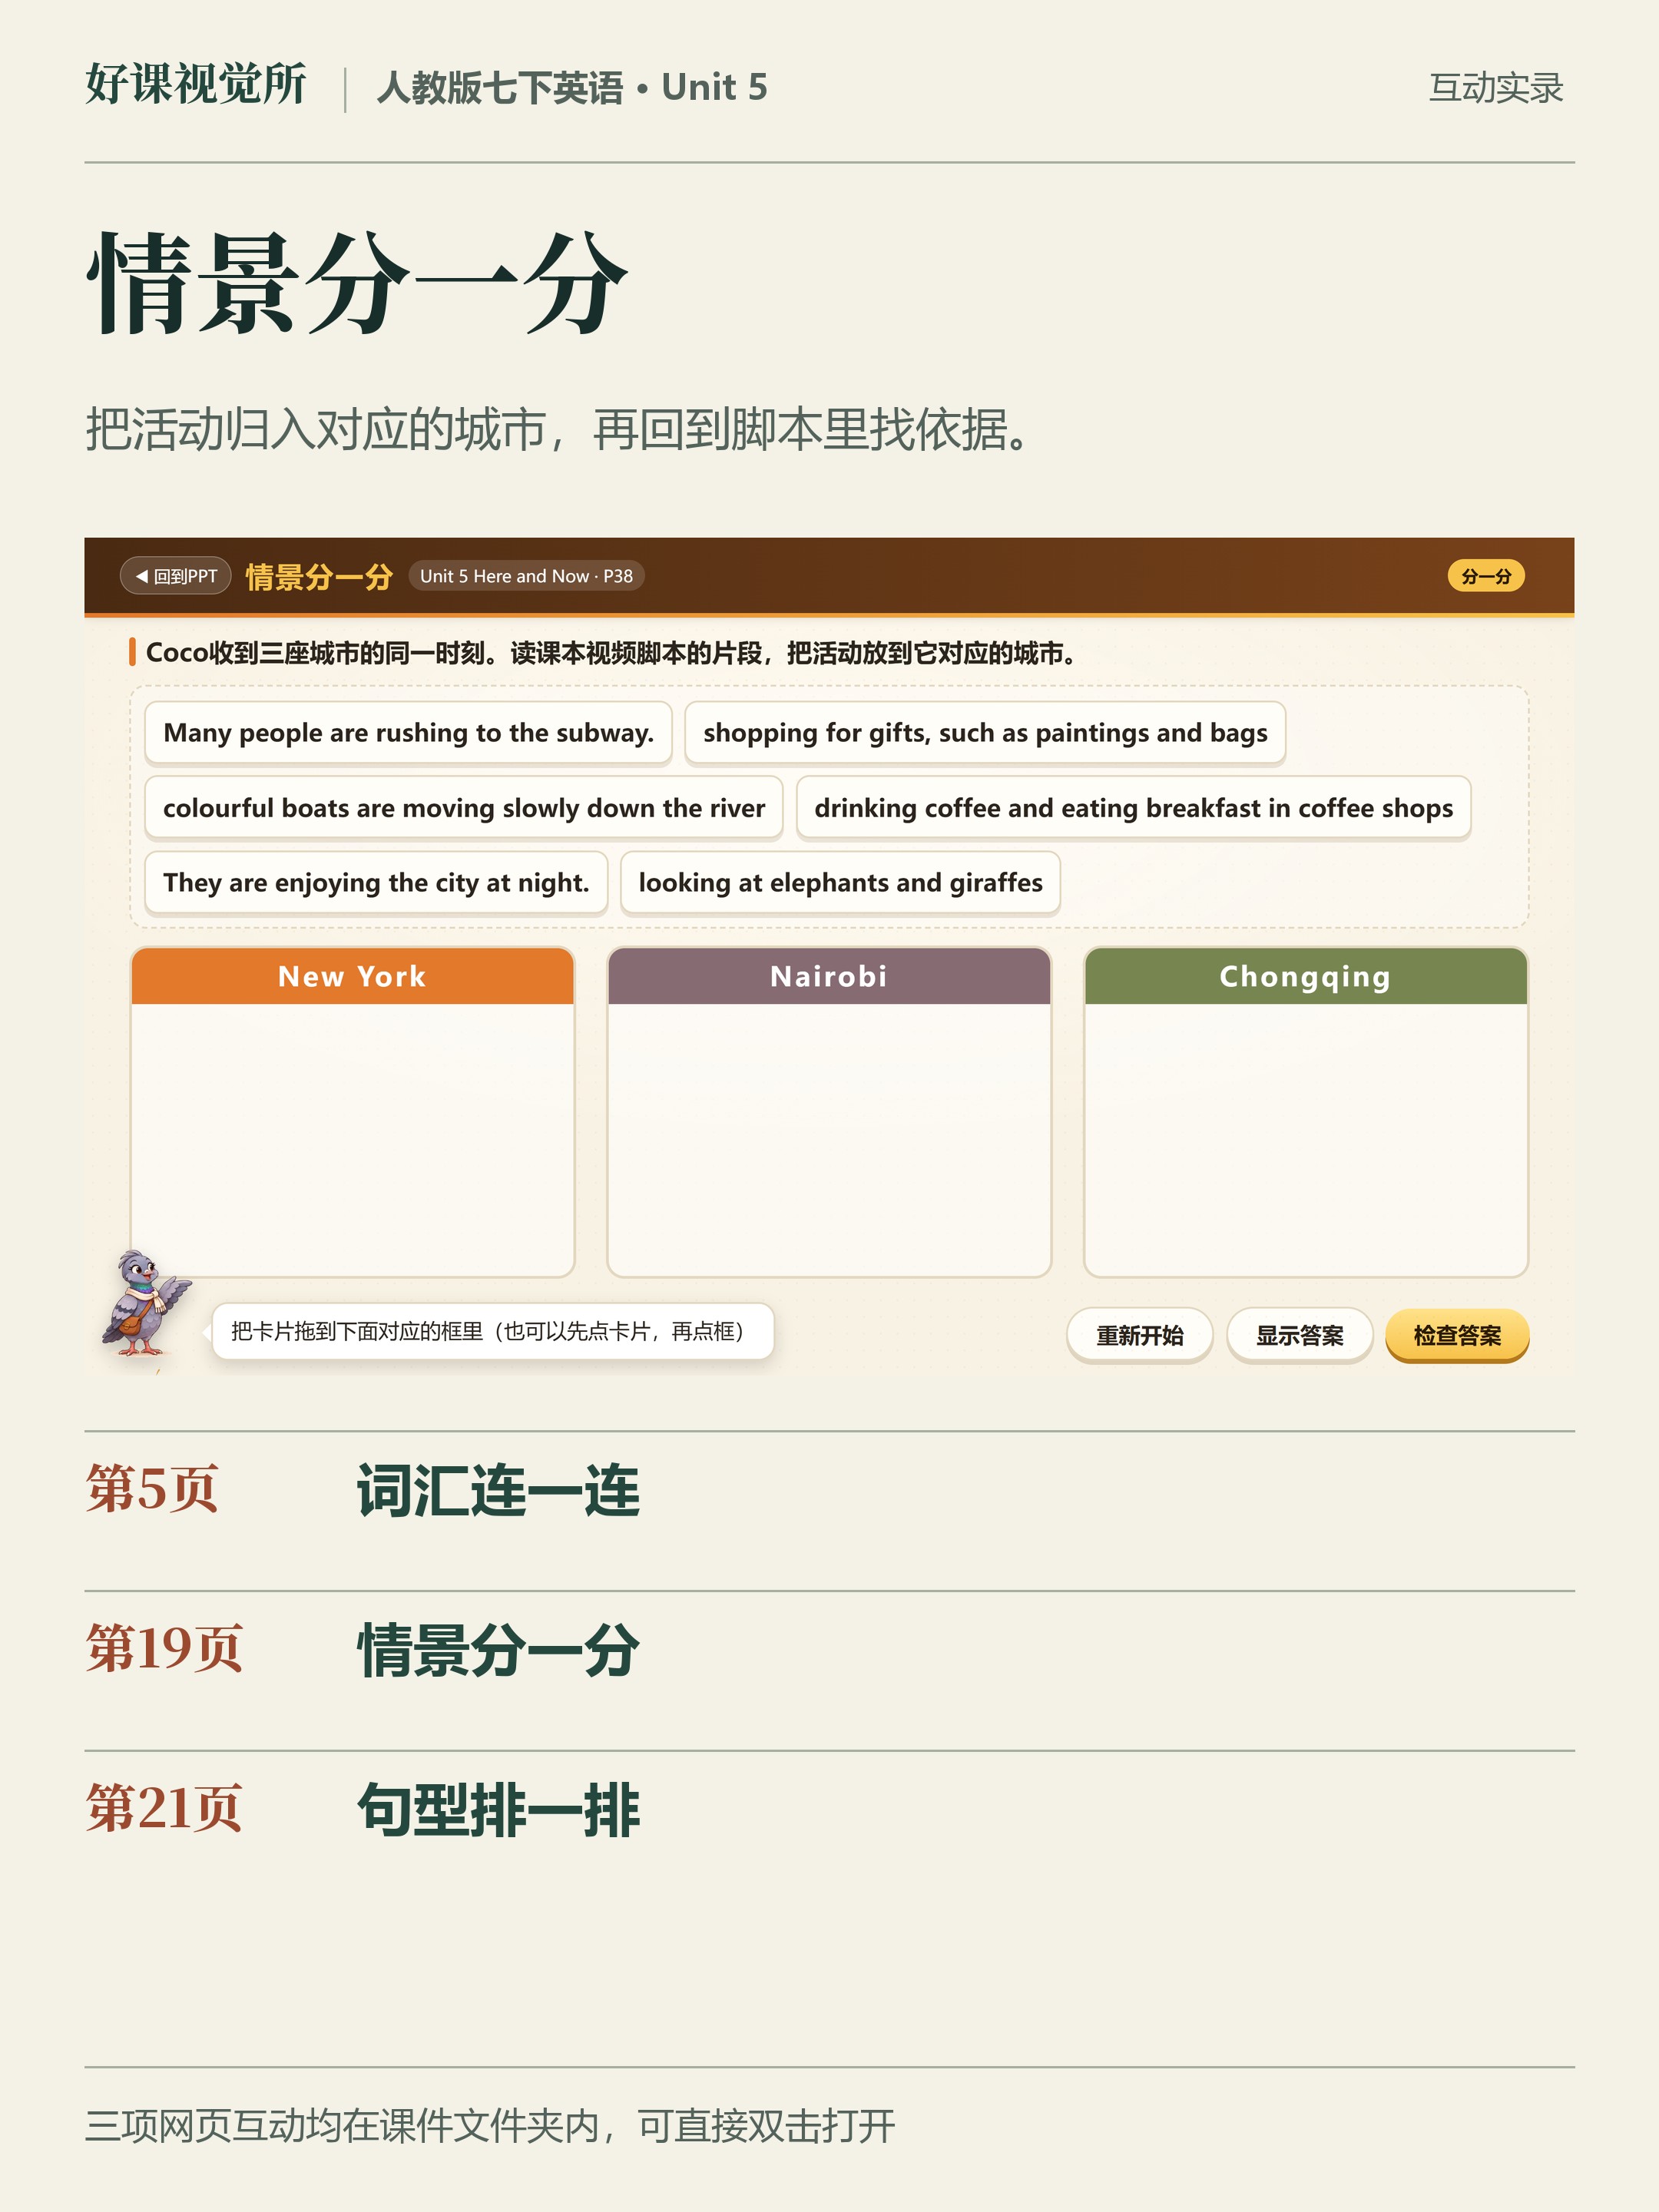 好课视觉所
人教版七下英语 • Unit 5
互动实录
情景分一分
把活动归入对应的城市，再回到脚本里找依据。
◀ 回到PPT
情景分一分
Unit 5 Here and Now · P38
分一分
Coco收到三座城市的同一时刻。读课本视频脚本的片段，把活动放到它对应的城市。
Many people are rushing to the subway.
shopping for gifts, such as paintings and bags
colourful boats are moving slowly down the river
drinking coffee and eating breakfast in coffee shops
They are enjoying the city at night.
looking at elephants and giraffes
New York
Nairobi
Chongqing
把卡片拖到下面对应的框里（也可以先点卡片，再点框）
重新开始
显示答案
检查答案
第5页
词汇连一连
第19页
情景分一分
第21页
句型排一排
三项网页互动均在课件文件夹内，可直接双击打开